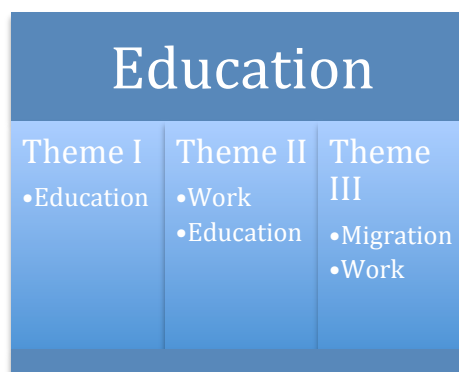 Education
Theme I
•Education
Theme II
•Work
•Education
Theme
III
•Migration
•Work